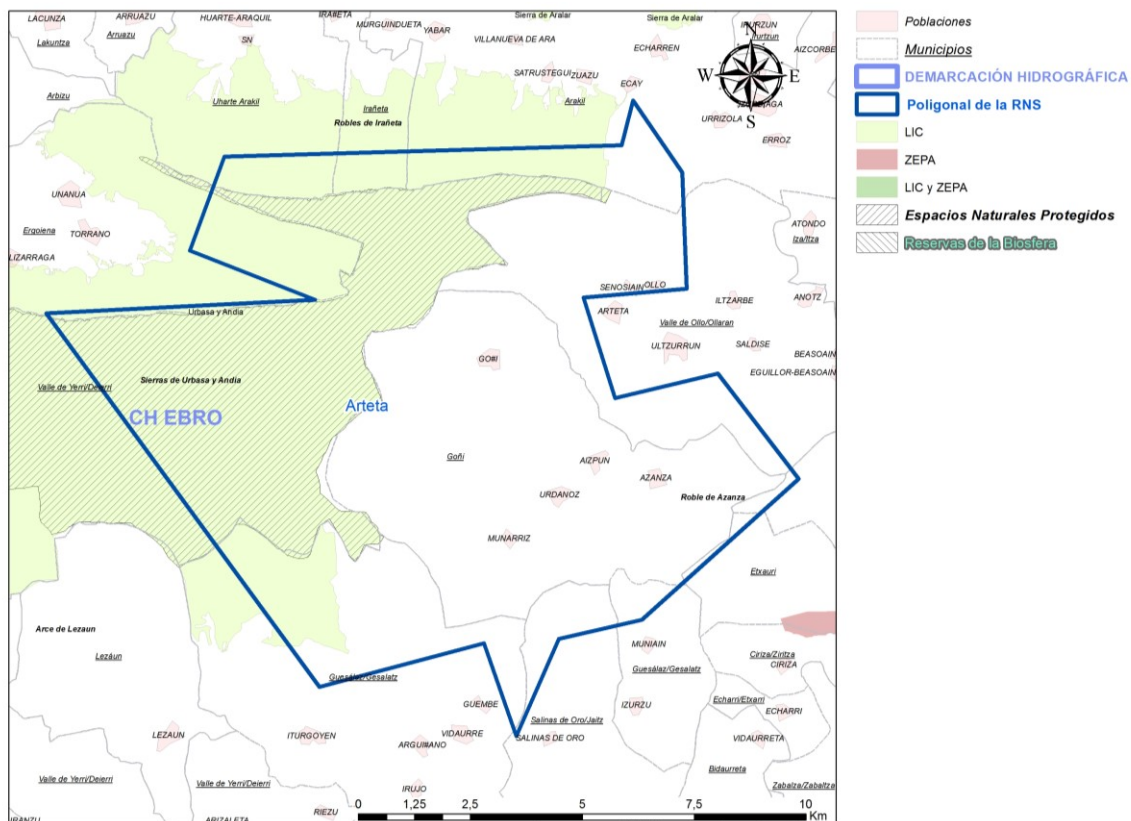 LACUNZA
ARRUAZU
HUARTE-ARAQUIL
MURGUINDUETA
YABAR
Sierra de Aralar
Sierra de Aralar
Lakuntza
Arruazu
SN
VILLANUEVA DE ARA
ECHARREN
AIZCORBE
N
W
E
S
SATRUSTEGUI
ZUAZU
ECAY
Arbizu
Uharte Arakil
Irañeta
Robles de Irañeta
Arakil
URRIZOLA
ERROZ
UNANUA
Ergoiena
TORRANO
LIZARRAGA
ATONDO
Iza/Itza
SENOSIAIN
OLLO
ILTZARBE
ANOTZ
ARTETA
Valle de Ollo/Ollaran
Urbasa y Andia
ULTZURRUN
SALDISE
BEASOAIN
EGUILLOR-BEASOAIN
Valle de Yerri/Deierri
Sierras de Urbasa y Andia
CH EBRO
Arteta
Goñi
AIZPUN
AZANZA
URDANOZ
Roble de Azanza
MUNARRIZ
Etxauri
Arce de Lezaun
Lezáun
MUNIAIN
Ciriza/Ziritza
CIRIZA
Guesálaz/Gesalatz
Guesálaz/Gesalatz
GUEMBE
IZURZU
Echarri/Etxarri
ECHARRI
Salinas de Oro/Jaitz
LEZAUN
ITURGOYEN
VIDAURRE
SALINAS DE ORO
VIDAURRETA
Bidaurreta
Valle de Yerri/Deierri
Valle de Yerri/Deierri
IRUJO
Zabalza/Zabaltza
RIEZU
ARIZALETA
IRANZU
0 1,25 2,5 5 7,5 10
Km
Poblaciones
Municipios
DEMARCACIÓN HIDROGRÁFICA
Poligonal de la RNS
LIC
ZEPA
LIC y ZEPA
Espacios Naturales Protegidos
Reservas de la Biosfera